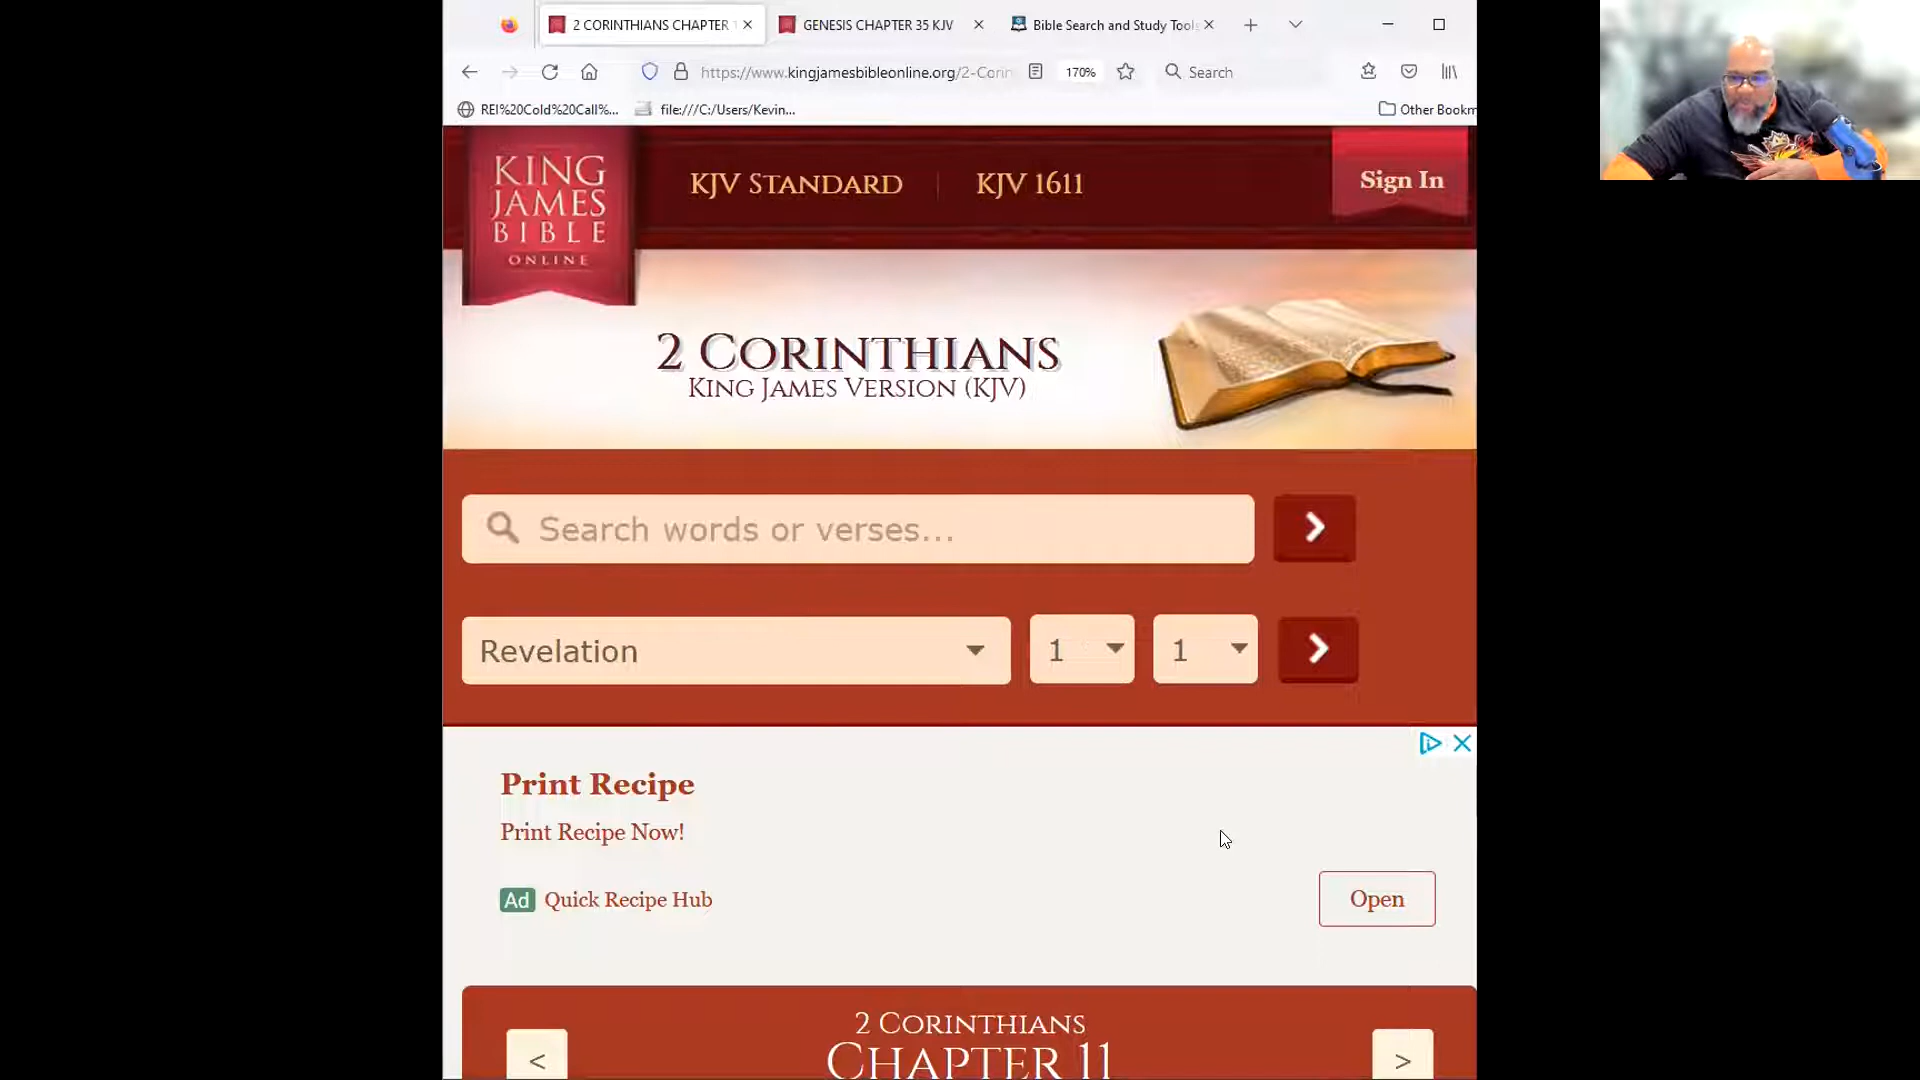 2 CORINTHIANS CHAPTER 1
GENESIS CHAPTER 35 KJV
Bible Search and Study Tools
https://www.kingjamesbibleonline.org/2-Corin
170%
Search
REI%20Cold%20Call%...
file:///C:/Users/Kevin...
Other Bookm
KING
JAMES
BIBLE
ONLINE
KJV STANDARD
KJV 1611
Sign In
2 CORINTHIANS
KING JAMES VERSION (KJV)
Search words or verses...
Revelation
1
1
Print Recipe
Print Recipe Now!
Ad
Quick Recipe Hub
Open
2 CORINTHIANS
CHAPTER 11
<
>